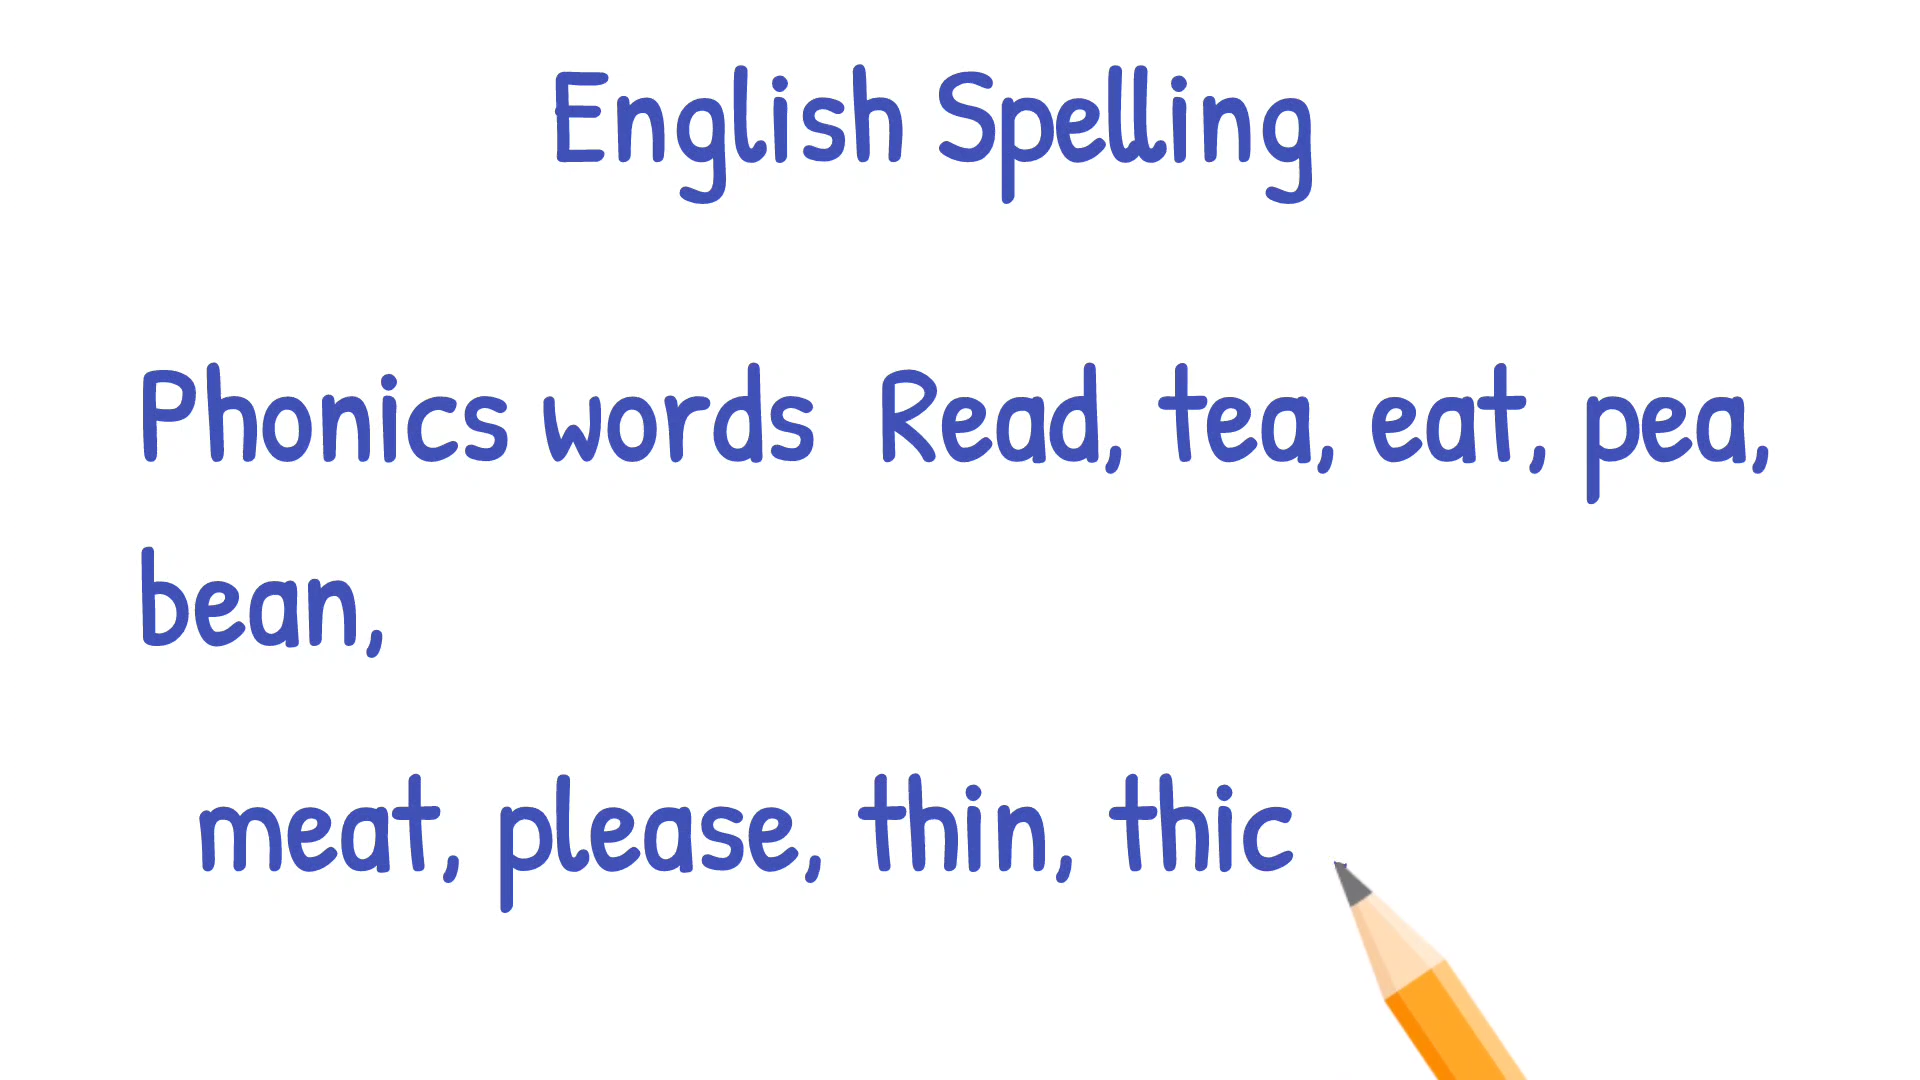 English Spelling
Phonics words Read, tea, eat, pea,
bean,
meat, please, thin, thic